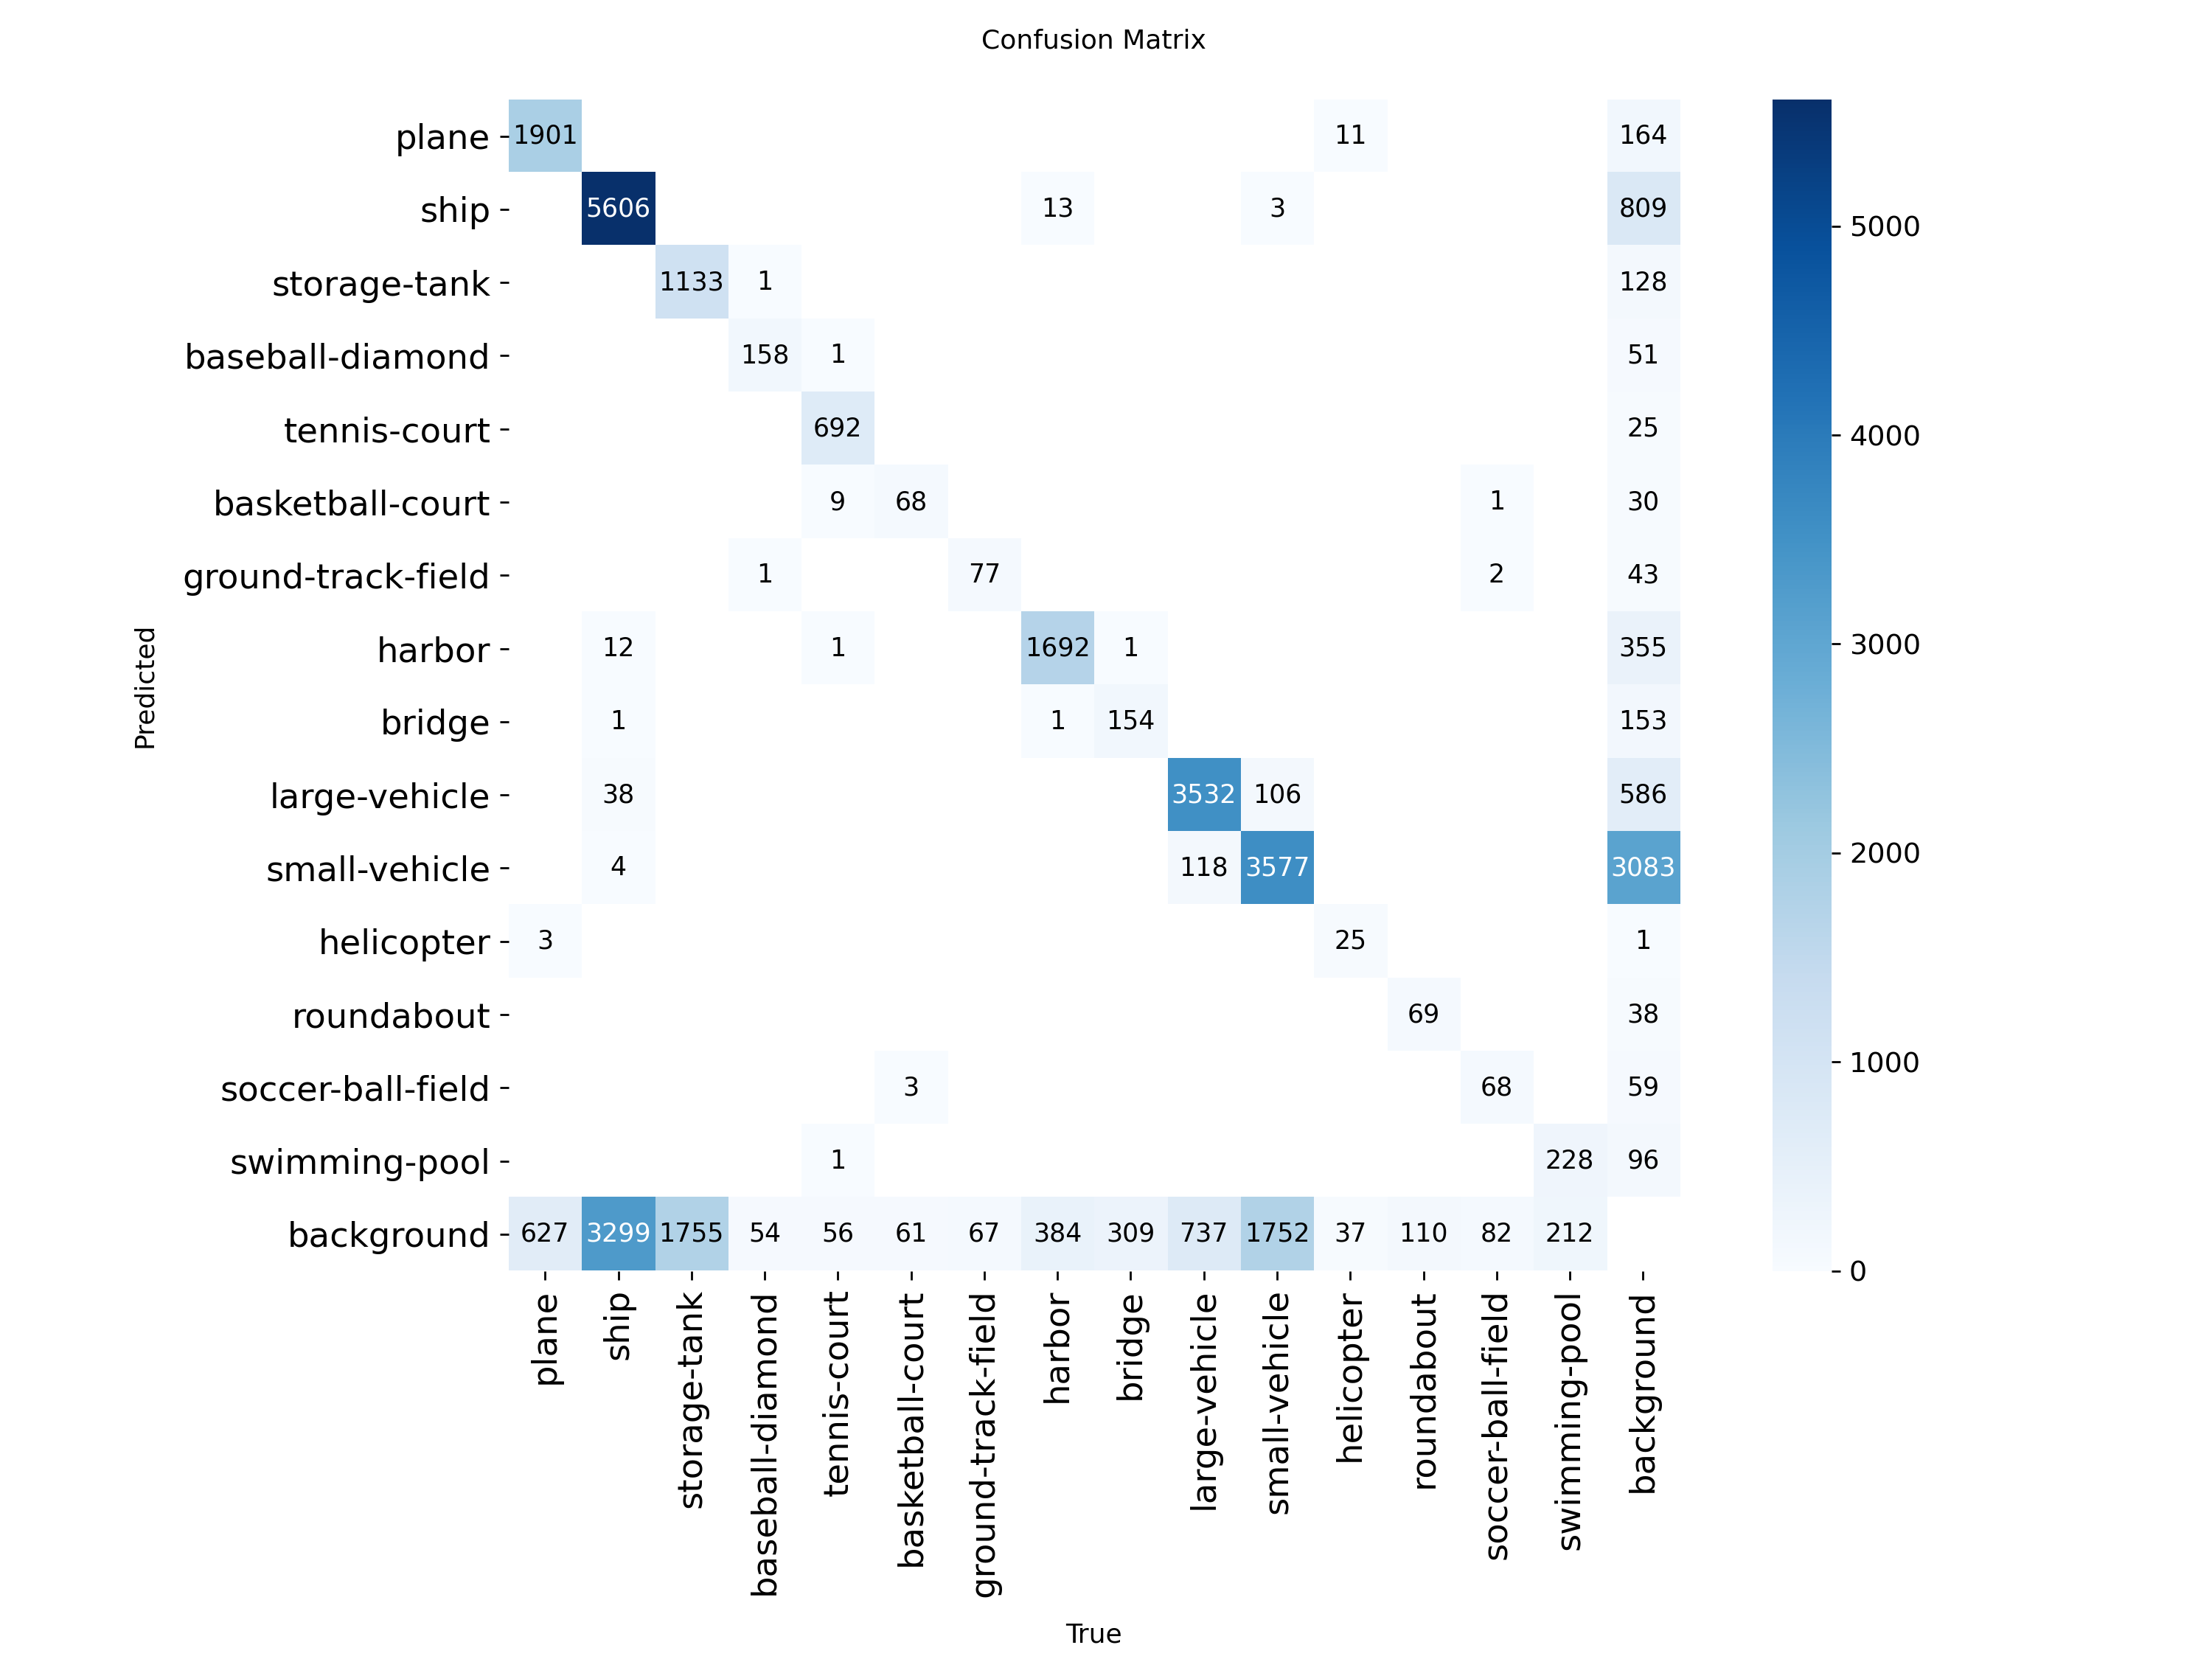 Confusion Matrix
plane 1901 11 164
ship 5606 13 3 809
storage-tank 1133 1 128
baseball-diamond 158 1 51
tennis-court 692 25
basketball-court 9 68 1 30
ground-track-field 1 77 2 43
harbor 12 1 1692 1 355
bridge 1 1 154 153
large-vehicle 38 3532 106 586
small-vehicle 4 118 3577 3083
helicopter 3 25 1
roundabout 69 38
soccer-ball-field 3 68 59
swimming-pool 1 228 96
background 627 3299 1755 54 56 61 67 384 309 737 1752 37 110 82 212
Predicted
plane
ship
storage-tank
baseball-diamond
tennis-court
basketball-court
ground-track-field
harbor
bridge
large-vehicle
small-vehicle
helicopter
roundabout
soccer-ball-field
swimming-pool
background
True
5000
4000
3000
2000
1000
0